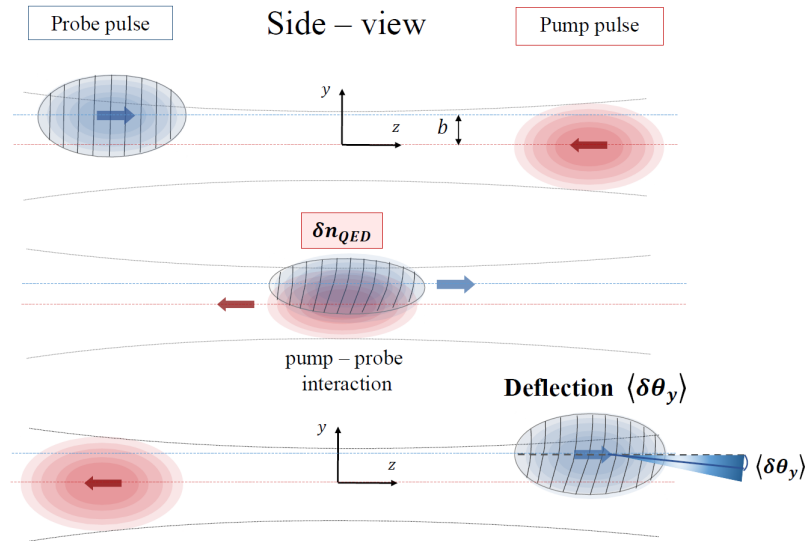 Probe pulse
Side – view
Pump pulse
y
z
b
δn_QED
pump – probe
interaction
Deflection ⟨δθ_y⟩
y
z
⟨δθ_y⟩